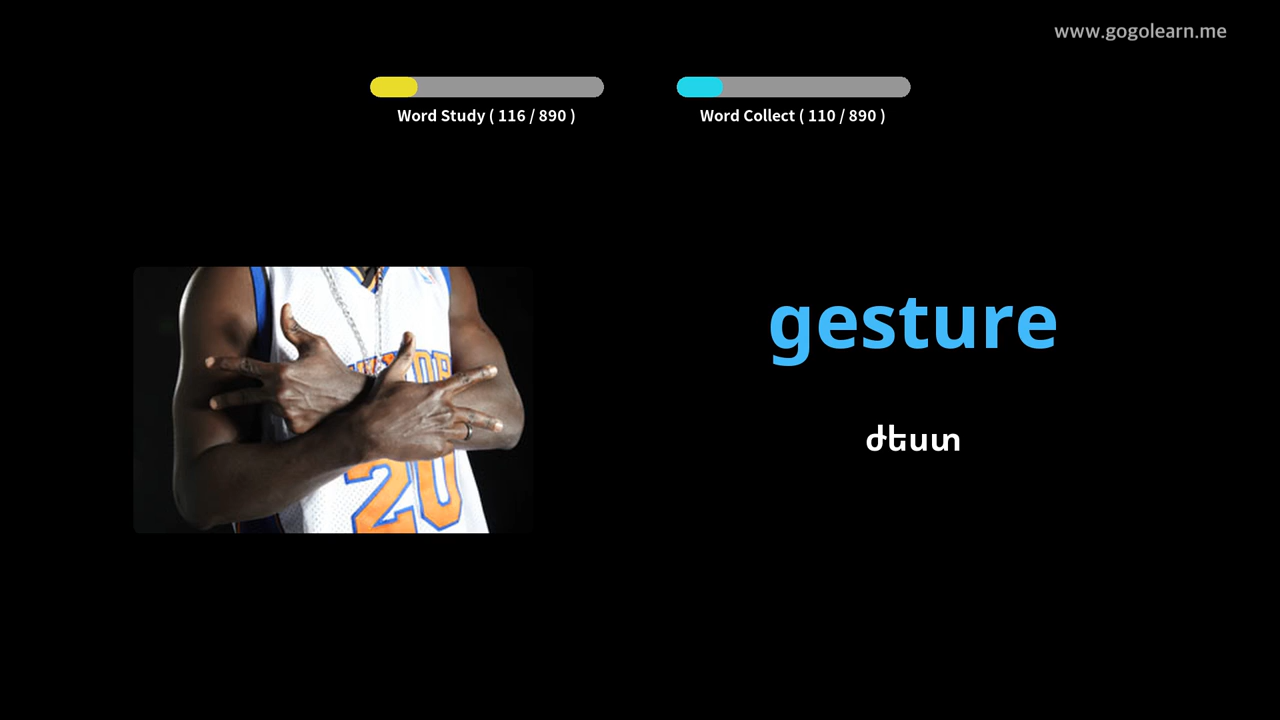 www.gogolearn.me
Word Study ( 116 / 890 )
Word Collect ( 110 / 890 )
gesture
ժեստ
20